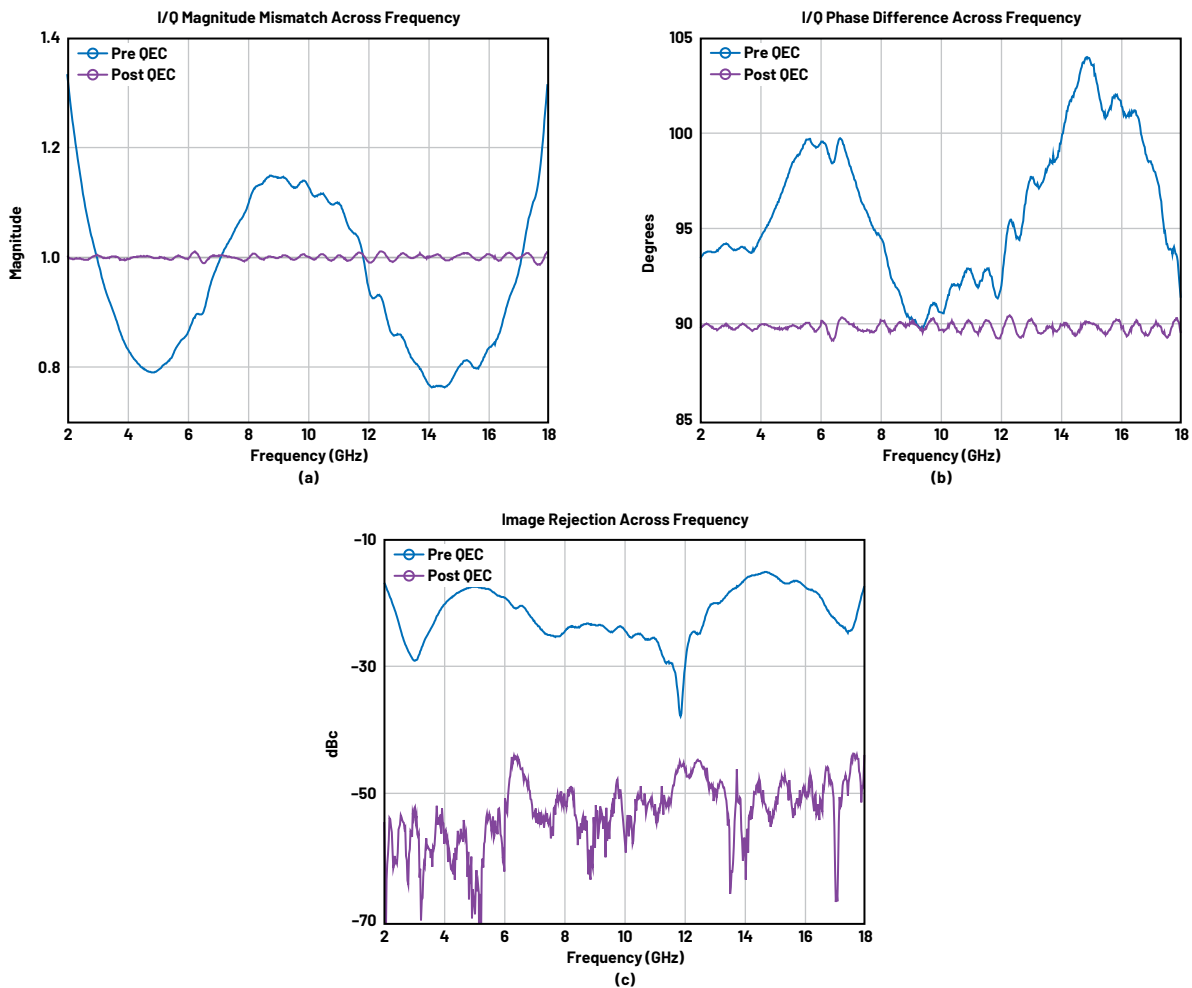 I/Q Magnitude Mismatch Across Frequency
1.4
1.2
1.0
0.8
Magnitude
Pre QEC
Post QEC
2 4 6 8 10 12 14 16 18
Frequency (GHz)
(a)
I/Q Phase Difference Across Frequency
105
100
95
90
85
Degrees
Pre QEC
Post QEC
2 4 6 8 10 12 14 16 18
Frequency (GHz)
(b)
Image Rejection Across Frequency
–10
–30
–50
–70
dBc
Pre QEC
Post QEC
2 4 6 8 10 12 14 16 18
Frequency (GHz)
(c)